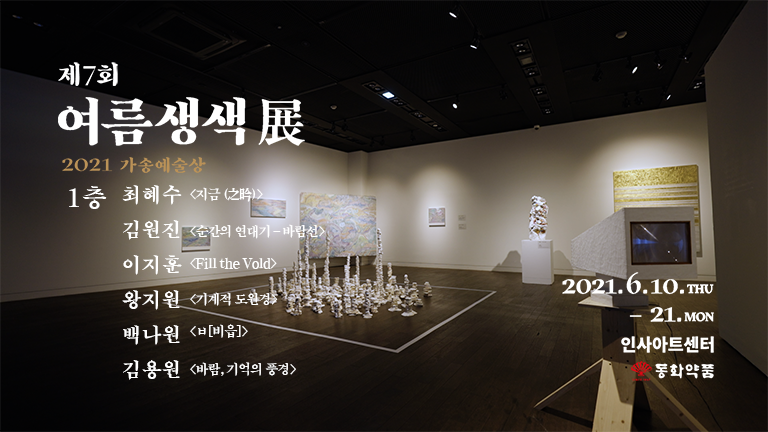 제7회
여름생색展
2021 가송예술상
1층
최혜수 <지금 (之昑)>
김원진 <순간의 연대기 – 바람선>
이지훈 <Fill the Vold>
왕지원 <기계적 도원경>
백나원 <ㅂ[비읍]>
김용원 <바람, 기억의 풍경>
2021.6.10.THU
– 21.MON
인사아트센터
동화약품